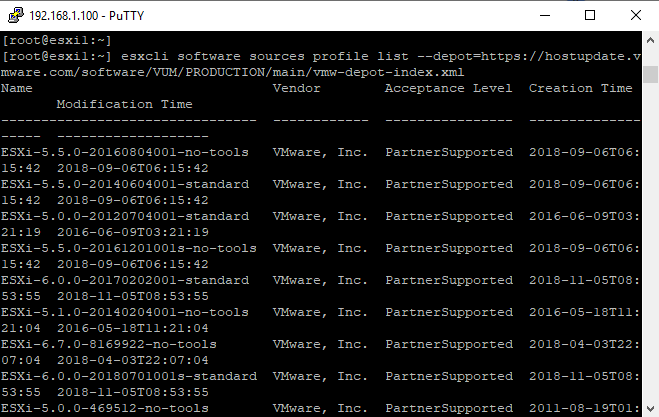 192.168.1.100 - PuTTY
[root@esxi1:~]
[root@esxi1:~] esxcli software sources profile list --depot=https://hostupdate.v
mware.com/software/VUM/PRODUCTION/main/vmw-depot-index.xml
Name                              Vendor        Acceptance Level  Creation Time
       Modification Time
--------------------------------  ------------  ----------------  --------------
-----  -------------------
ESXi-5.5.0-20160804001-no-tools   VMware, Inc.  PartnerSupported  2018-09-06T06:
15:42  2018-09-06T06:15:42
ESXi-5.5.0-20140604001-standard   VMware, Inc.  PartnerSupported  2018-09-06T06:
15:42  2018-09-06T06:15:42
ESXi-5.0.0-20120704001-standard   VMware, Inc.  PartnerSupported  2016-06-09T03:
21:19  2016-06-09T03:21:19
ESXi-5.5.0-20161201001s-no-tools  VMware, Inc.  PartnerSupported  2018-09-06T06:
15:42  2018-09-06T06:15:42
ESXi-6.0.0-20170202001-standard   VMware, Inc.  PartnerSupported  2018-11-05T08:
53:55  2018-11-05T08:53:55
ESXi-5.1.0-20140204001-no-tools   VMware, Inc.  PartnerSupported  2016-05-18T11:
21:04  2016-05-18T11:21:04
ESXi-6.7.0-8169922-no-tools       VMware, Inc.  PartnerSupported  2018-04-03T22:
07:04  2018-04-03T22:07:04
ESXi-6.0.0-20180701001s-standard  VMware, Inc.  PartnerSupported  2018-11-05T08:
53:55  2018-11-05T08:53:55
ESXi-5.0.0-469512-no-tools        VMware, Inc.  PartnerSupported  2011-08-19T01: